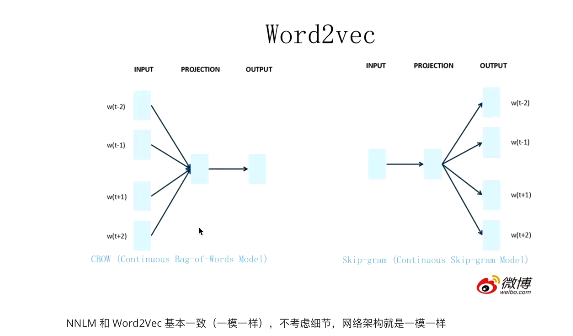 Word2vec
INPUT PROJECTION OUTPUT
w(t-2)
w(t-1)
w(t+1)
w(t+2)
CBOW (Continuous Bag-of-Words Model)
INPUT PROJECTION OUTPUT
w(t-2)
w(t-1)
w(t+1)
w(t+2)
Skip-gram (Continuous Skip-gram Model)
微博
weibo.com
NNLM 和 Word2Vec 基本一致（一模一样），不考虑细节，网络架构就是一模一样